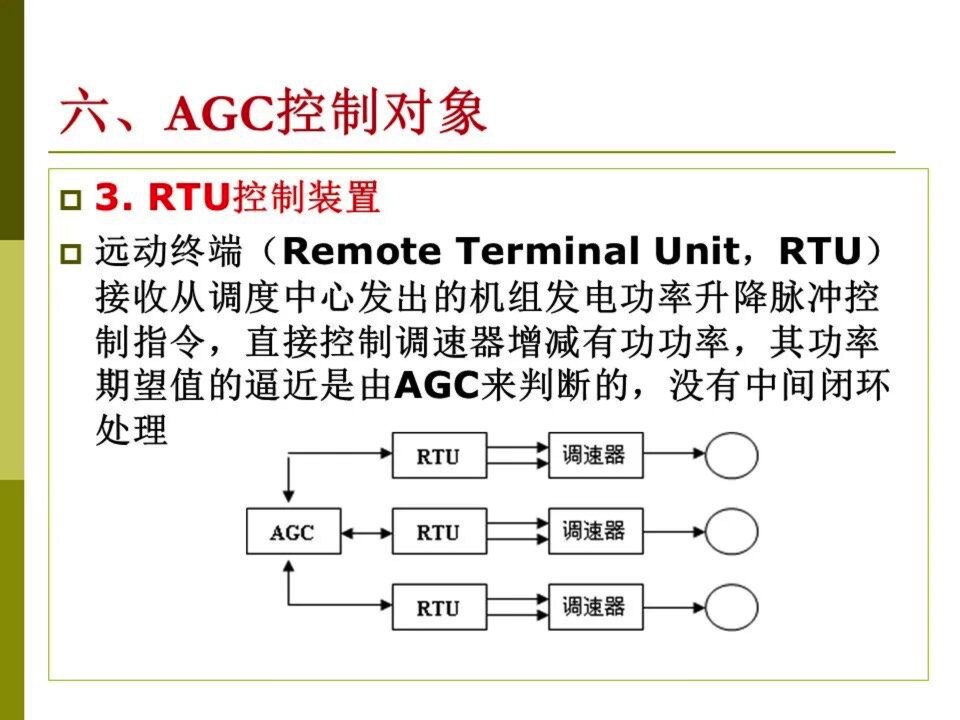 六、AGC控制对象
3. RTU控制装置
远动终端（Remote Terminal Unit，RTU）
接收从调度中心发出的机组发电功率升降脉冲控
制指令，直接控制调速器增减有功功率，其功率
期望值的逼近是由AGC来判断的，没有中间闭环
处理
RTU 调速器
AGC RTU 调速器
RTU 调速器